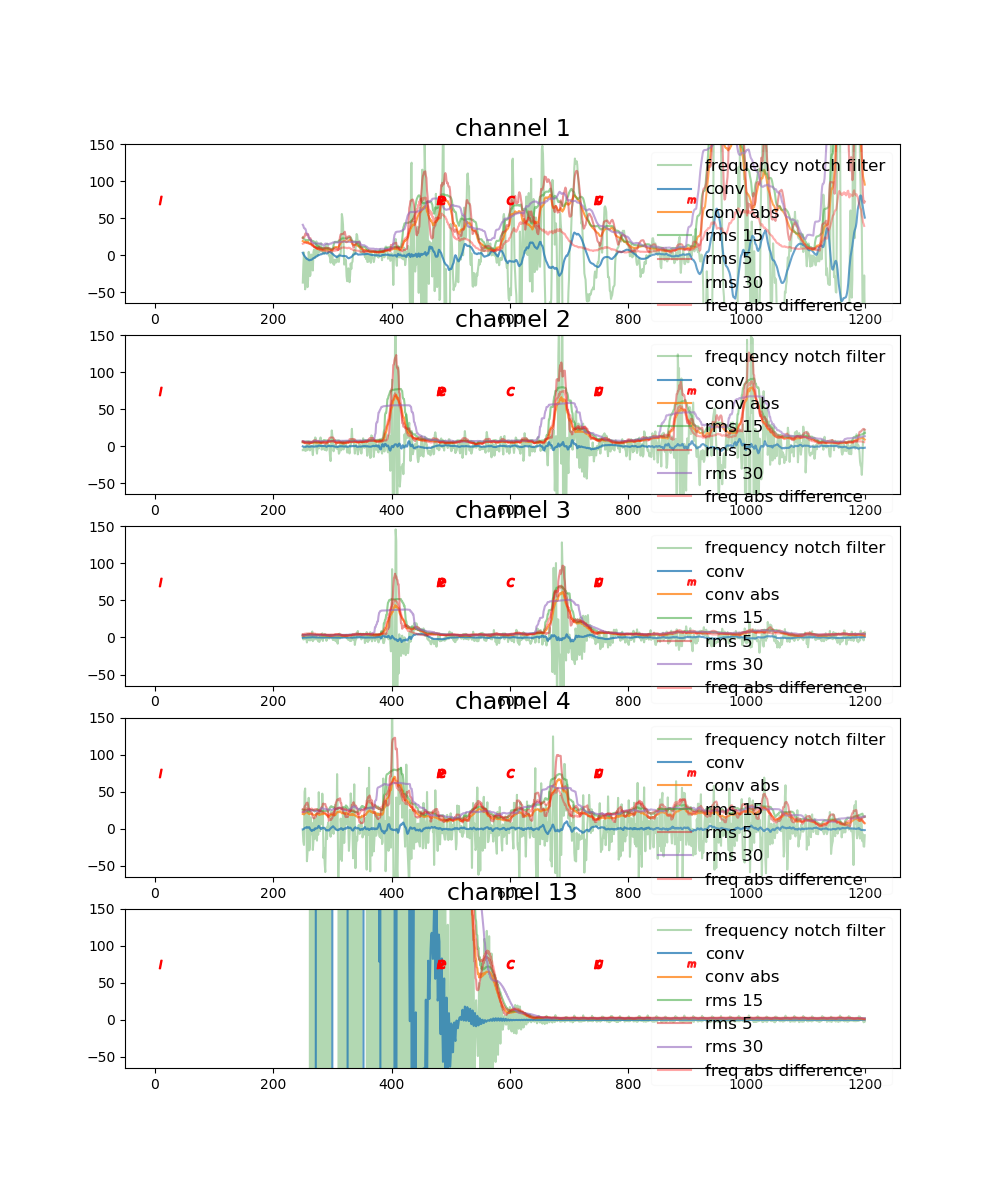 channel 1
150
100
50
0
−50
l
e
c
m
frequency notch filter
conv
conv abs
rms 15
rms 5
rms 30
freq abs difference
0 200 400 600 800 1000 1200
channel 2
150
100
50
0
−50
l
e
c
m
frequency notch filter
conv
conv abs
rms 15
rms 5
rms 30
freq abs difference
0 200 400 600 800 1000 1200
channel 3
150
100
50
0
−50
l
e
c
m
frequency notch filter
conv
conv abs
rms 15
rms 5
rms 30
freq abs difference
0 200 400 600 800 1000 1200
channel 4
150
100
50
0
−50
l
e
c
m
frequency notch filter
conv
conv abs
rms 15
rms 5
rms 30
freq abs difference
0 200 400 600 800 1000 1200
channel 13
150
100
50
0
−50
l
e
c
m
frequency notch filter
conv
conv abs
rms 15
rms 5
rms 30
freq abs difference
0 200 400 600 800 1000 1200